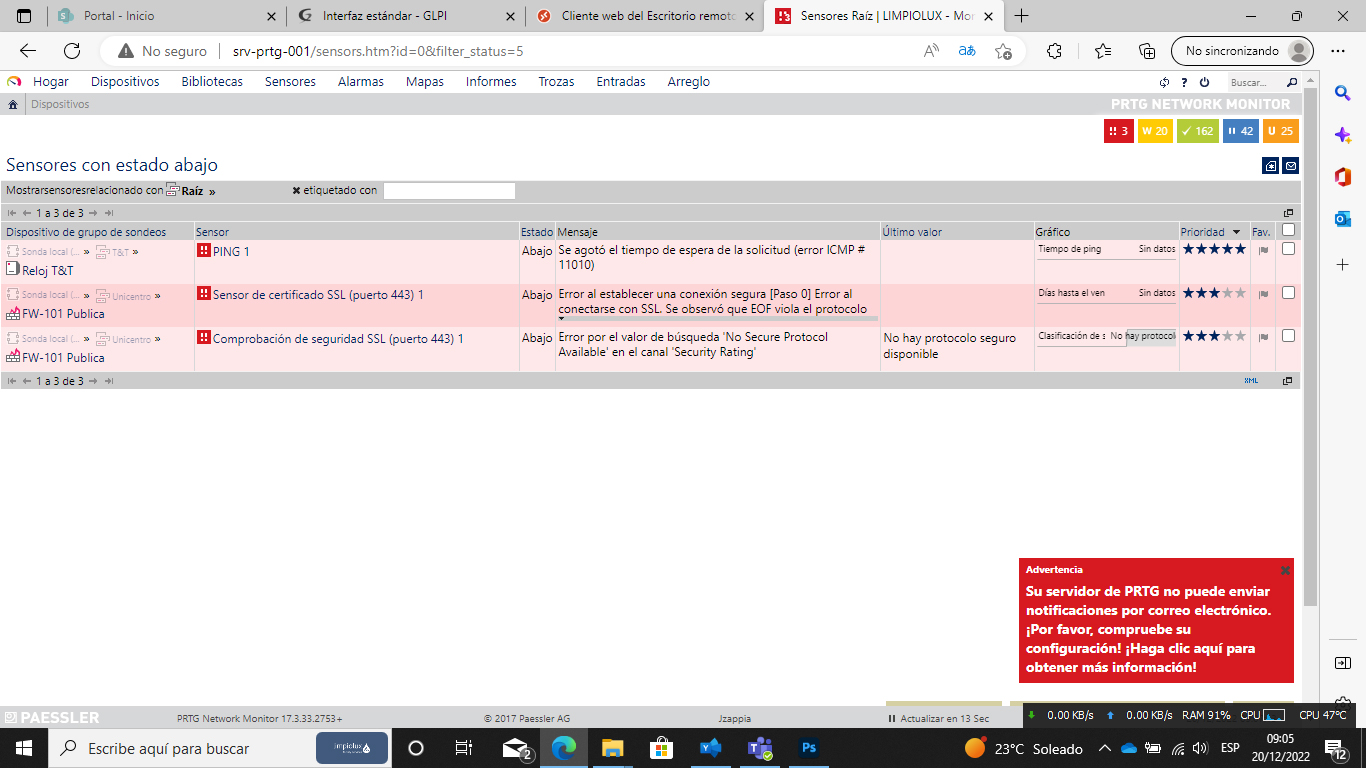 Portal - Inicio
Interfaz estándar - GLPI
Cliente web del Escritorio remoto
Sensores Raíz | LIMPIOLUX - Mon
No seguro
srv-prtg-001/sensors.htm?id=0&filter_status=5
No sincronizando
Hogar Dispositivos Bibliotecas Sensores Alarmas Mapas Informes Trozas Entradas Arreglo
Buscar...
Dispositivos
PRTG NETWORK MONITOR
3 W 20 162 42 U 25
Sensores con estado abajo
Mostrarsensoresrelacionado con Raíz » etiquetado con
1 a 3 de 3
Dispositivo de grupo de sondeos Sensor Estado Mensaje Último valor Gráfico Prioridad Fav.
Sonda local (... » T&T »
Reloj T&T
PING 1
Abajo
Se agotó el tiempo de espera de la solicitud (error ICMP #
11010)
Tiempo de ping Sin datos
Sonda local (... » Unicentro »
FW-101 Publica
Sensor de certificado SSL (puerto 443) 1
Abajo
Error al establecer una conexión segura [Paso 0] Error al
conectarse con SSL. Se observó que EOF viola el protocolo
Días hasta el ven Sin datos
Sonda local (... » Unicentro »
FW-101 Publica
Comprobación de seguridad SSL (puerto 443) 1
Abajo
Error por el valor de búsqueda 'No Secure Protocol
Available' en el canal 'Security Rating'
No hay protocolo seguro
disponible
Clasificación de s No hay protocol
1 a 3 de 3
XML
Advertencia
Su servidor de PRTG no puede enviar
notificaciones por correo electrónico.
¡Por favor, compruebe su
configuración! ¡Haga clic aquí para
obtener más información!
PAESSLER
PRTG Network Monitor 17.3.33.2753+
© 2017 Paessler AG
Jzappia
Actualizar en 13 Sec
0.00 KB/s 0.00 KB/s RAM 91% CPU CPU 47°C
Escribe aquí para buscar
limpiolux
2
Ps
23°C Soleado
ESP
09:05
20/12/2022
12